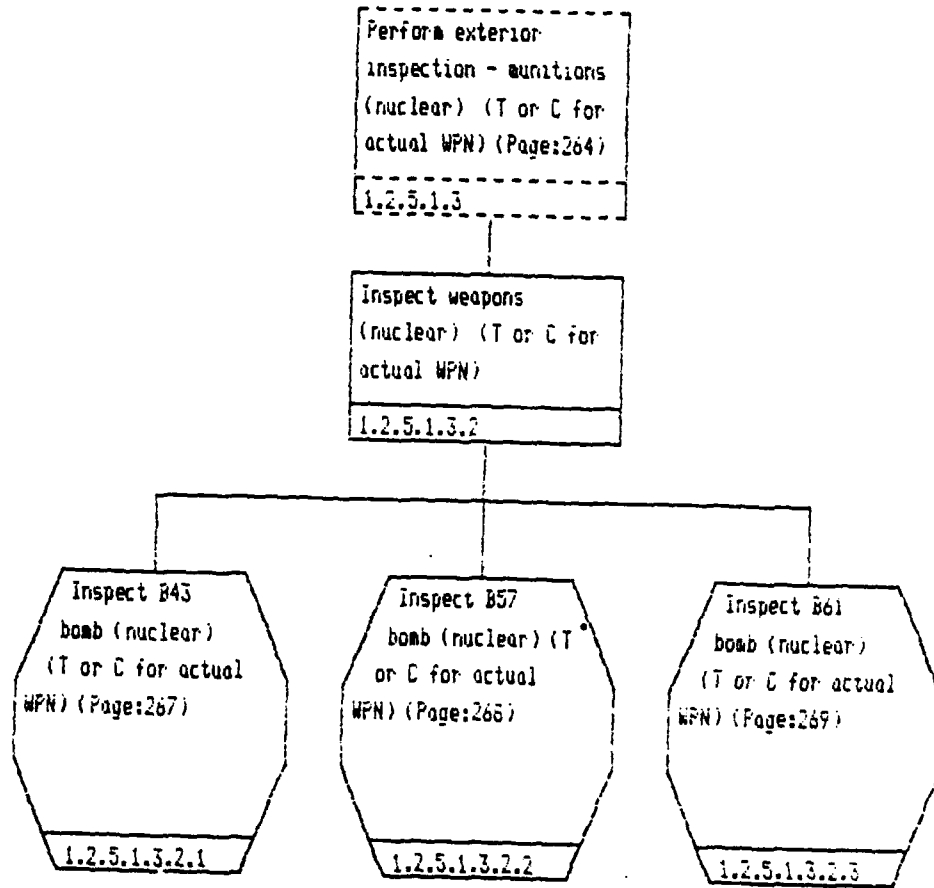 Perform exterior
inspection - munitions
(nuclear) (T or C for
actual WPN) (Page:264)
1.2.5.1.3
Inspect weapons
(nuclear) (T or C for
actual WPN)
1.2.5.1.3.2
Inspect B43
bomb (nuclear)
(T or C for actual
WPN) (Page:267)
1.2.5.1.3.2.1
Inspect B57
bomb (nuclear) (T
or C for actual
WPN) (Page:268)
1.2.5.1.3.2.2
Inspect B61
bomb (nuclear)
(T or C for actual
WPN) (Page:269)
1.2.5.1.3.2.3